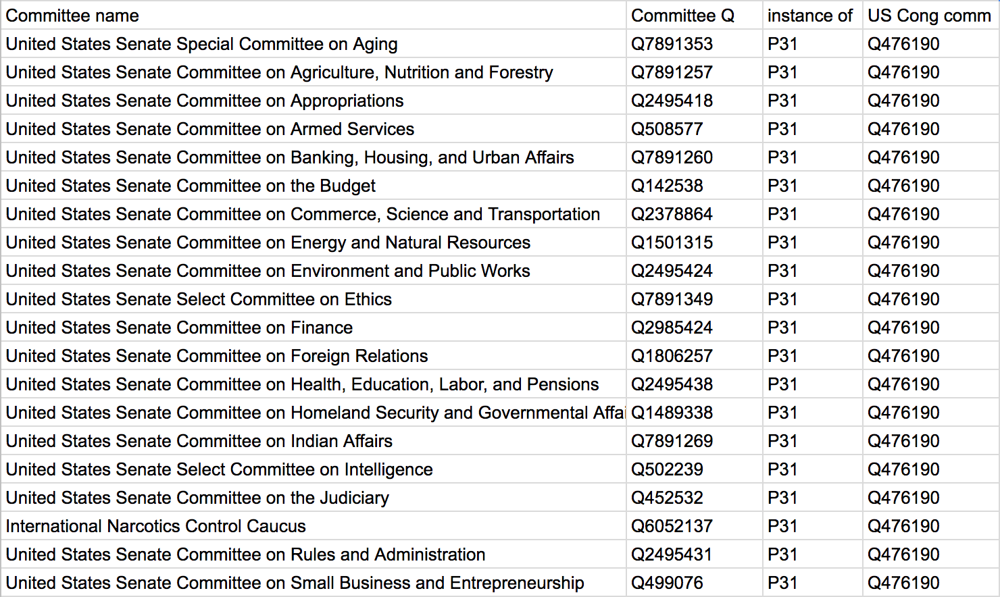 Committee name Committee Q instance of US Cong comm
United States Senate Special Committee on Aging Q7891353 P31 Q476190
United States Senate Committee on Agriculture, Nutrition and Forestry Q7891257 P31 Q476190
United States Senate Committee on Appropriations Q2495418 P31 Q476190
United States Senate Committee on Armed Services Q508577 P31 Q476190
United States Senate Committee on Banking, Housing, and Urban Affairs Q7891260 P31 Q476190
United States Senate Committee on the Budget Q142538 P31 Q476190
United States Senate Committee on Commerce, Science and Transportation Q2378864 P31 Q476190
United States Senate Committee on Energy and Natural Resources Q1501315 P31 Q476190
United States Senate Committee on Environment and Public Works Q2495424 P31 Q476190
United States Senate Select Committee on Ethics Q7891349 P31 Q476190
United States Senate Committee on Finance Q2985424 P31 Q476190
United States Senate Committee on Foreign Relations Q1806257 P31 Q476190
United States Senate Committee on Health, Education, Labor, and Pensions Q2495438 P31 Q476190
United States Senate Committee on Homeland Security and Governmental Affai Q1489338 P31 Q476190
United States Senate Committee on Indian Affairs Q7891269 P31 Q476190
United States Senate Select Committee on Intelligence Q502239 P31 Q476190
United States Senate Committee on the Judiciary Q452532 P31 Q476190
International Narcotics Control Caucus Q6052137 P31 Q476190
United States Senate Committee on Rules and Administration Q2495431 P31 Q476190
United States Senate Committee on Small Business and Entrepreneurship Q499076 P31 Q476190